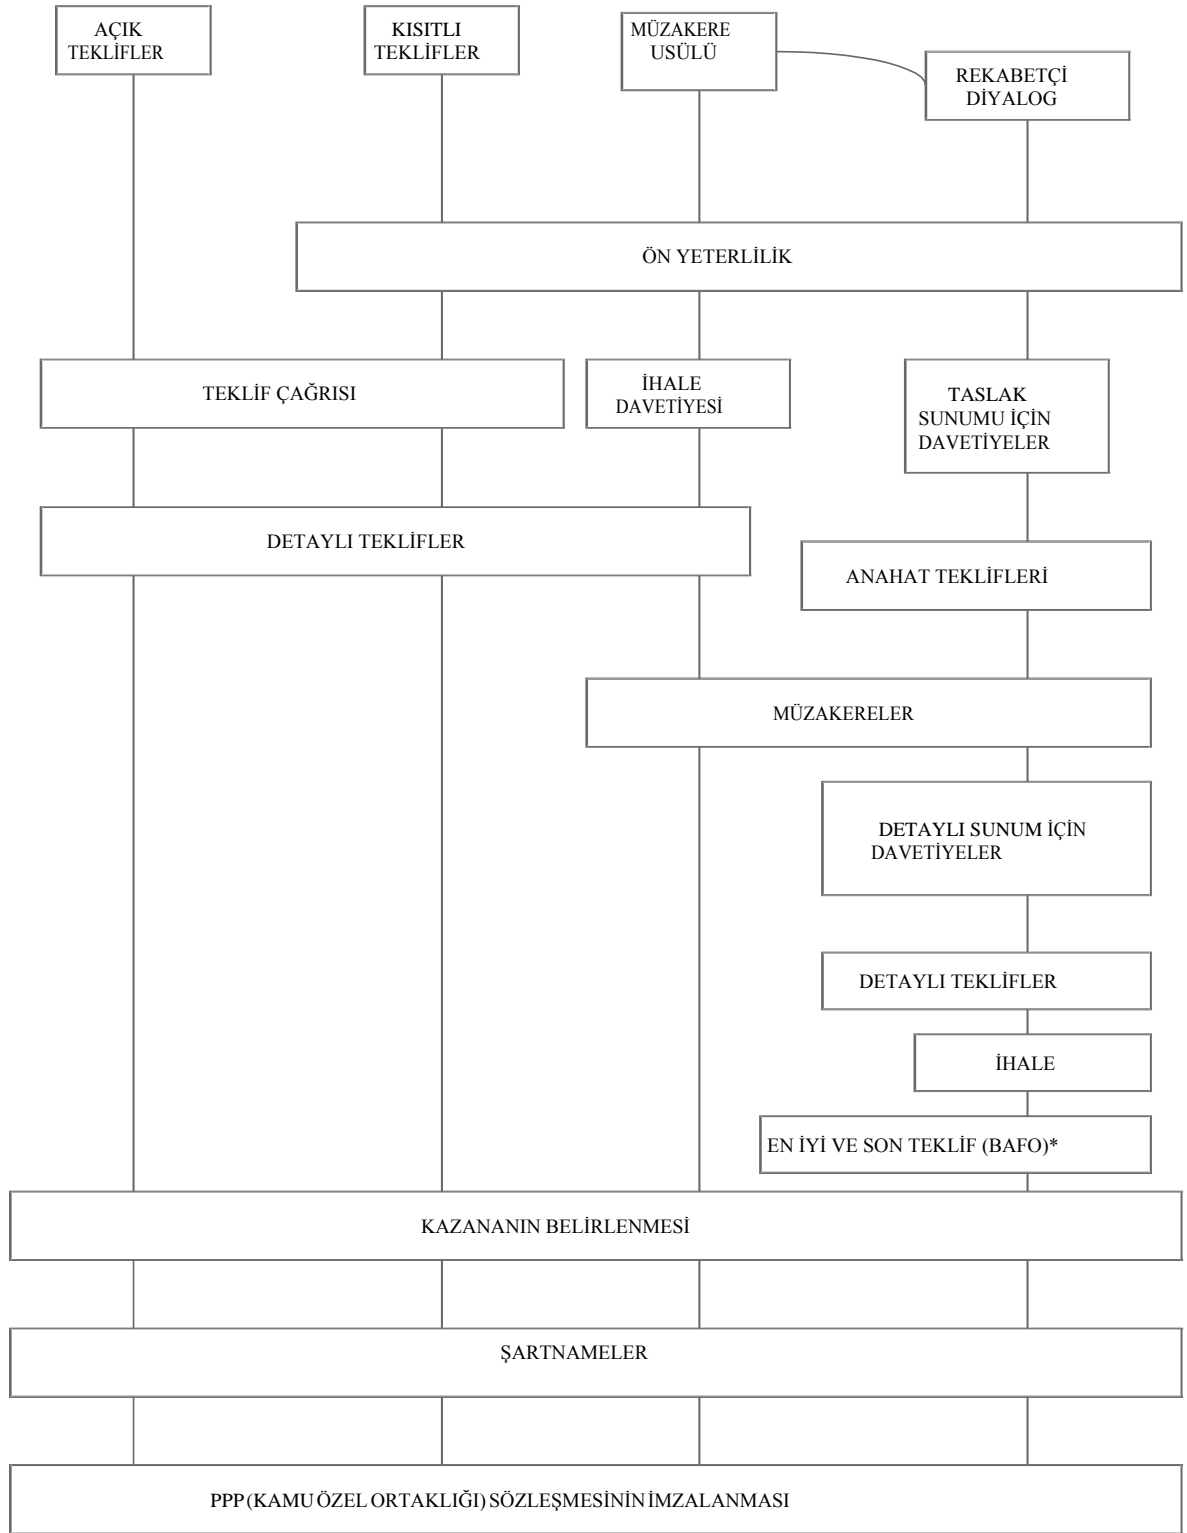 AÇIK
TEKLİFLER
KISITLI
TEKLİFLER
MÜZAKERE
USÜLÜ
REKABETÇİ
DİYALOG
ÖN YETERLİLİK
TEKLİF ÇAĞRISI
İHALE
DAVETİYESİ
TASLAK
SUNUMU İÇİN
DAVETİYELER
DETAYLI TEKLİFLER
ANAHAT TEKLİFLERİ
MÜZAKERELER
DETAYLI SUNUM İÇİN
DAVETİYELER
DETAYLI TEKLİFLER
İHALE
EN İYİ VE SON TEKLİF (BAFO)*
KAZANANIN BELİRLENMESİ
ŞARTNAMELER
PPP (KAMU ÖZEL ORTAKLIĞI) SÖZLEŞMESİNİN İMZALANMASI